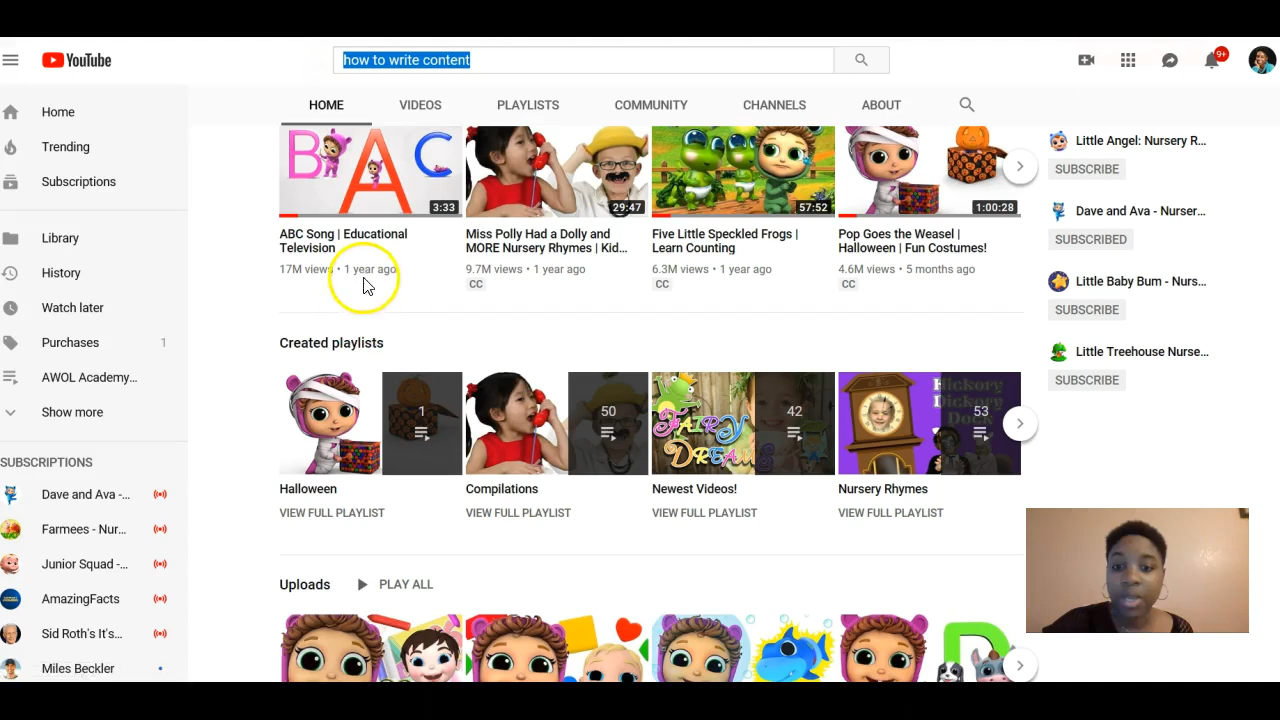 YouTube
how to write content
9+
Home
Trending
Subscriptions
Library
History
Watch later
Purchases 1
AWOL Academy...
Show more
SUBSCRIPTIONS
Dave and Ava -...
Farmees - Nur...
Junior Squad -...
AmazingFacts
Sid Roth's It's...
Miles Beckler
HOME VIDEOS PLAYLISTS COMMUNITY CHANNELS ABOUT
B A C
3:33
29:47
57:52
1:00:28
ABC Song | Educational
Television
17M views • 1 year ago
Miss Polly Had a Dolly and
MORE Nursery Rhymes | Kid...
9.7M views • 1 year ago
CC
Five Little Speckled Frogs |
Learn Counting
6.3M views • 1 year ago
CC
Pop Goes the Weasel |
Halloween | Fun Costumes!
4.6M views • 5 months ago
CC
Created playlists
1
50
FAIRY
DREAM
42
Hickory
Dickory
Dock
53
Halloween
VIEW FULL PLAYLIST
Compilations
VIEW FULL PLAYLIST
Newest Videos!
VIEW FULL PLAYLIST
Nursery Rhymes
VIEW FULL PLAYLIST
Uploads PLAY ALL
Little Angel: Nursery R...
SUBSCRIBE
Dave and Ava - Nurser...
SUBSCRIBED
Little Baby Bum - Nurs...
SUBSCRIBE
Little Treehouse Nurse...
SUBSCRIBE